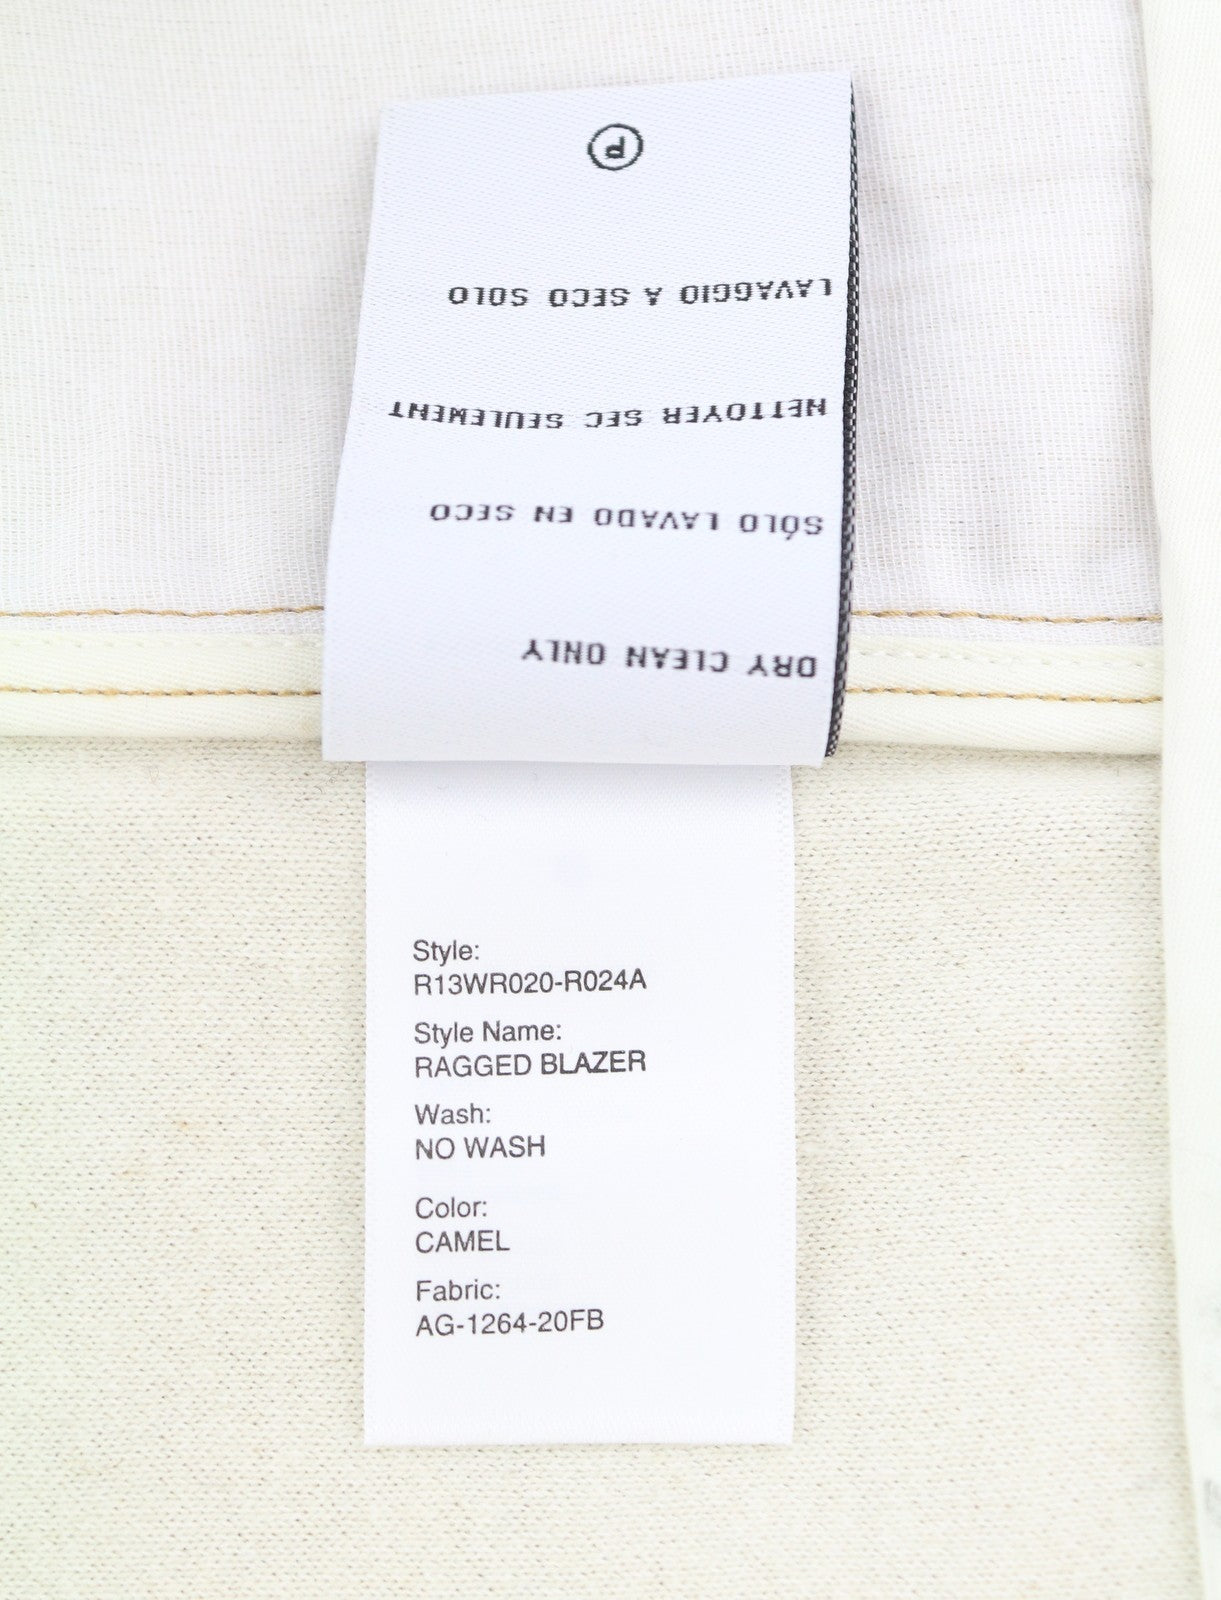 DRY CLEAN ONLY
SÓLO LAVADO EN SECO
NETTOYER SEC SEULEMENT
LAVAGGIO A SECO SOLO
P
Style:
R13WR020-R024A
Style Name:
RAGGED BLAZER
Wash:
NO WASH
Color:
CAMEL
Fabric:
AG-1264-20FB